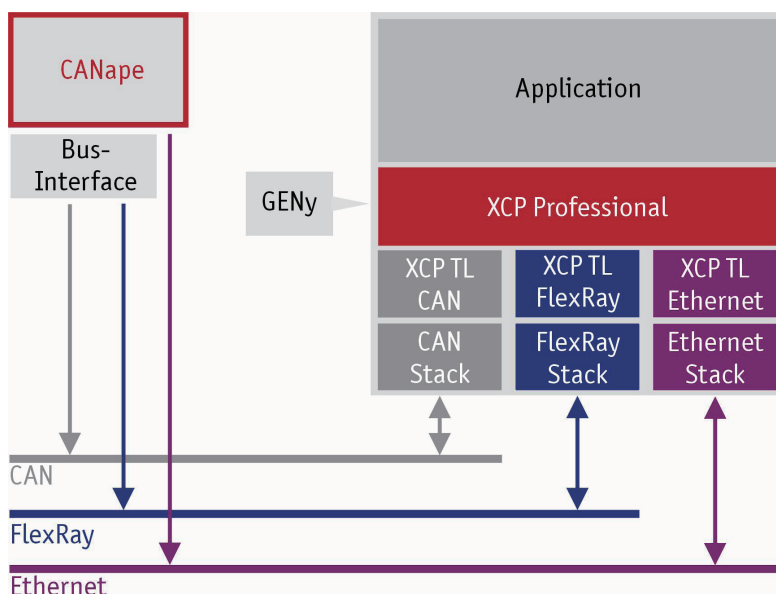 CANape
Bus-
Interface
Application
GENy
XCP Professional
XCP TL
CAN
XCP TL
FlexRay
XCP TL
Ethernet
CAN
Stack
FlexRay
Stack
Ethernet
Stack
CAN
FlexRay
Ethernet